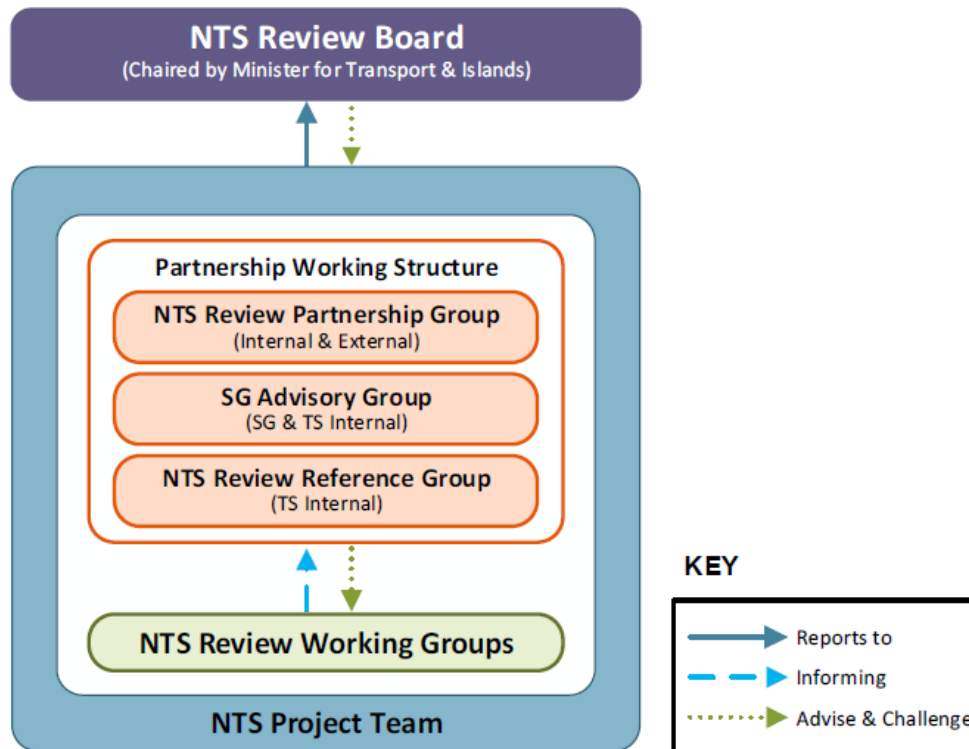 NTS Review Board
(Chaired by Minister for Transport & Islands)
Partnership Working Structure
NTS Review Partnership Group
(Internal & External)
SG Advisory Group
(SG & TS Internal)
NTS Review Reference Group
(TS Internal)
NTS Review Working Groups
NTS Project Team
KEY
Reports to
Informing
Advise & Challenge